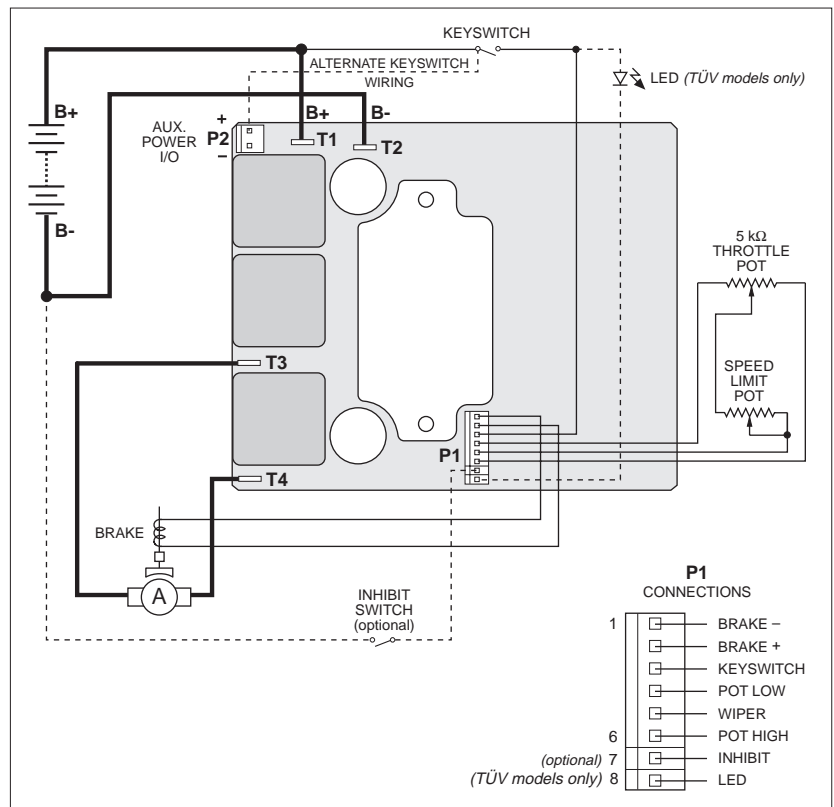 KEYSWITCH
ALTERNATE KEYSWITCH
WIRING
LED (TÜV models only)
B+
B+
B-
AUX.
POWER
I/O
+
P2
–
T1
T2
B-
5 kΩ
THROTTLE
POT
SPEED
LIMIT
POT
T3
P1
T4
BRAKE
A
INHIBIT
SWITCH
(optional)
P1
CONNECTIONS
1 BRAKE –
BRAKE +
KEYSWITCH
POT LOW
WIPER
6 POT HIGH
(optional) 7 INHIBIT
(TÜV models only) 8 LED